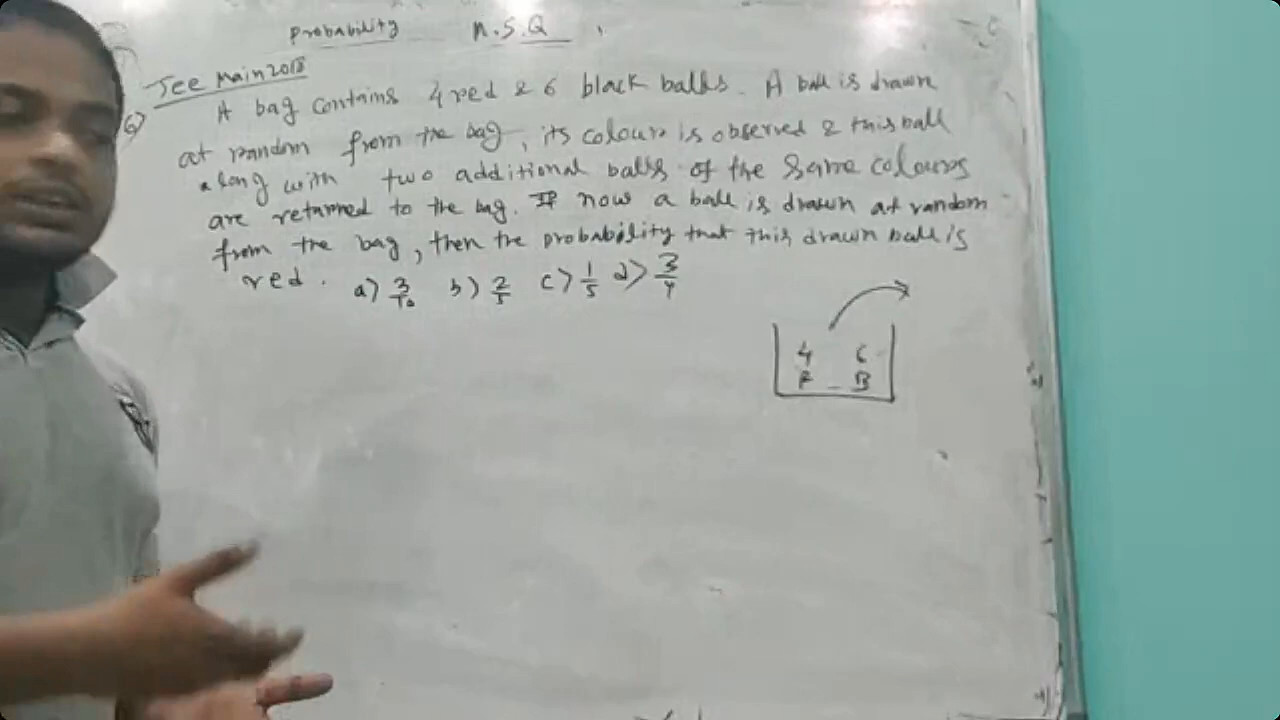 Probability N.S.Q
Jee Main 2018
6) A bag contains 4 red & 6 black balls. A ball is drawn
at random from the bag, its colour is observed & this ball
along with two additional balls of the same colours
are returned to the bag. If now a ball is drawn at random
from the bag, then the probability that this drawn ball is
red. a) 3/10 b) 2/5 c) 1/5 d) 3/4
4 6
R B